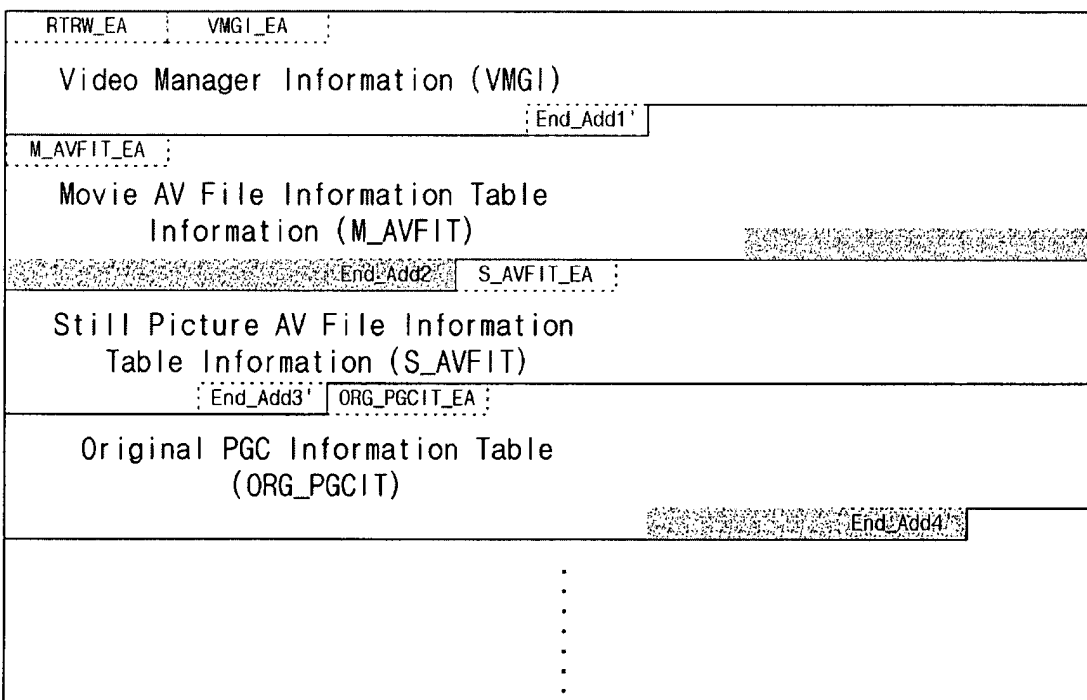 RTRW_EA VMGI_EA
Video Manager Information (VMGI)
End_Add1'
M_AVFIT_EA
Movie AV File Information Table
Information (M_AVFIT)
End_Add2' S_AVFIT_EA
Still Picture AV File Information
Table Information (S_AVFIT)
End_Add3' ORG_PGCIT_EA
Original PGC Information Table
(ORG_PGCIT)
End_Add4'